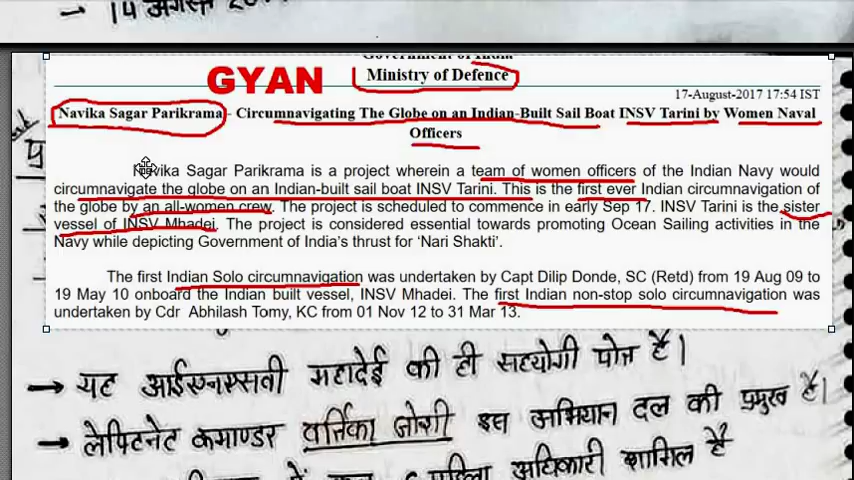 - 14 अगस्त
GYAN
Government of India
Ministry of Defence
17-August-2017 17:54 IST
Navika Sagar Parikrama - Circumnavigating The Globe on an Indian-Built Sail Boat INSV Tarini by Women Naval
Officers
Navika Sagar Parikrama is a project wherein a team of women officers of the Indian Navy would
circumnavigate the globe on an Indian-built sail boat INSV Tarini. This is the first ever Indian circumnavigation of
the globe by an all-women crew. The project is scheduled to commence in early Sep 17. INSV Tarini is the sister
vessel of INSV Mhadei. The project is considered essential towards promoting Ocean Sailing activities in the
Navy while depicting Government of India's thrust for 'Nari Shakti'.
The first Indian Solo circumnavigation was undertaken by Capt Dilip Donde, SC (Retd) from 19 Aug 09 to
19 May 10 onboard the Indian built vessel, INSV Mhadei. The first Indian non-stop solo circumnavigation was
undertaken by Cdr Abhilash Tomy, KC from 01 Nov 12 to 31 Mar 13.
→ यह आईएनएसवी महादेई की ही सहयोगी पोत है।
→ लेफ्टिनेंट कमाण्डर वर्तिका जोशी इस अभियान दल की प्रमुख है।
महिला अधिकारी शामिल है